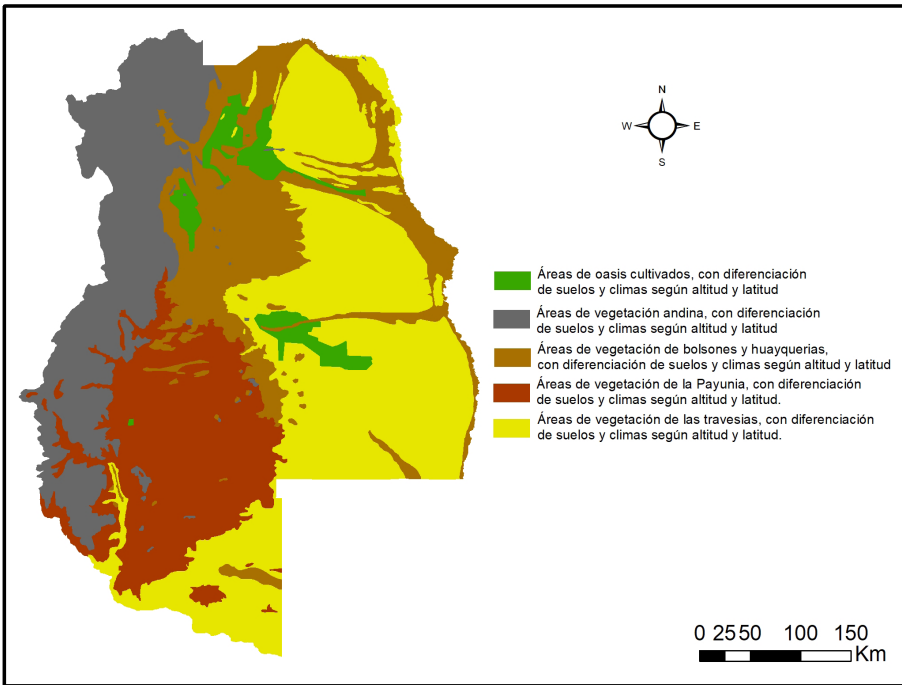 N
W E
S
Áreas de oasis cultivados, con diferenciación
de suelos y climas según altitud y latitud
Áreas de vegetación andina, con diferenciación
de suelos y climas según altitud y latitud
Áreas de vegetación de bolsones y huayquerias,
con diferenciación de suelos y climas según altitud y latitud
Áreas de vegetación de la Payunia, con diferenciación
de suelos y climas según altitud y latitud.
Áreas de vegetación de las travesias, con diferenciación
de suelos y climas según altitud y latitud.
0 25 50 100 150
Km